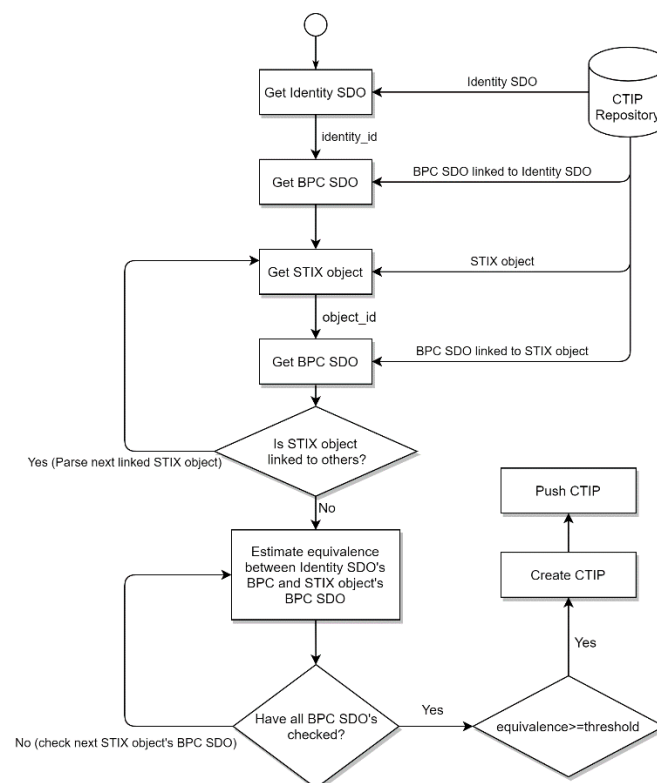 Get Identity SDO
Identity SDO
CTIP
Repository
identity_id
Get BPC SDO
BPC SDO linked to Identity SDO
Get STIX object
STIX object
object_id
Get BPC SDO
BPC SDO linked to STIX object
Is STIX object
linked to others?
Yes (Parse next linked STIX object)
No
Estimate equivalence
between Identity SDO's
BPC and STIX object's
BPC SDO
Push CTIP
Create CTIP
Yes
Have all BPC SDO's
checked?
Yes
equivalence>=threshold
No (check next STIX object's BPC SDO)